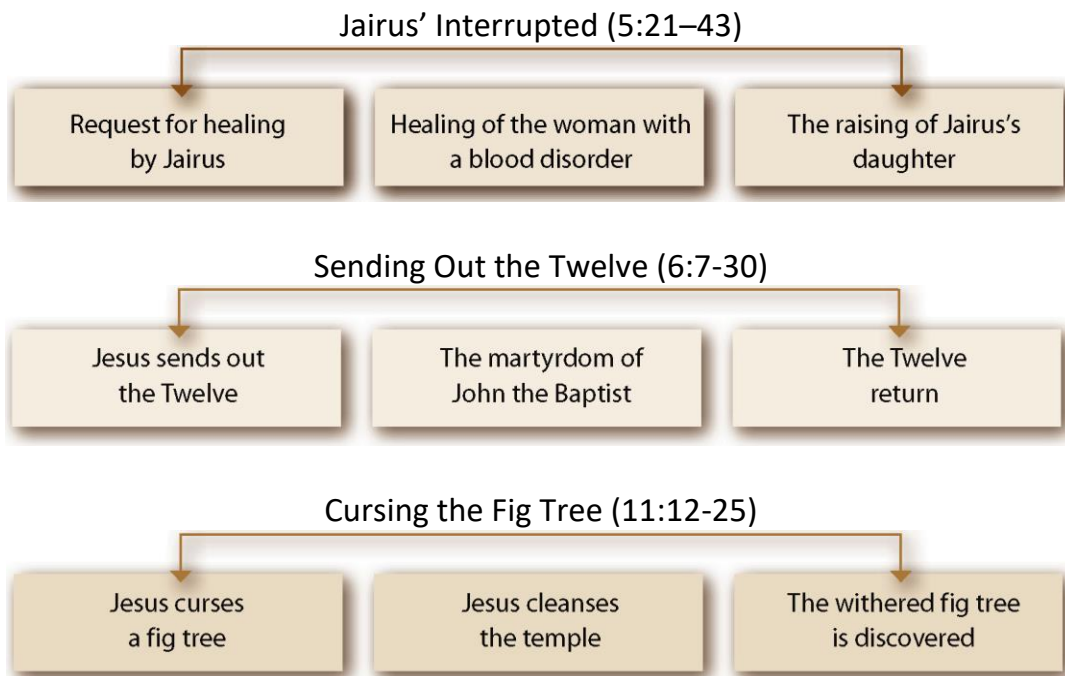 Jairus’ Interrupted (5:21–43)
Request for healing
by Jairus
Healing of the woman with
a blood disorder
The raising of Jairus’s
daughter
Sending Out the Twelve (6:7-30)
Jesus sends out
the Twelve
The martyrdom of
John the Baptist
The Twelve
return
Cursing the Fig Tree (11:12-25)
Jesus curses
a fig tree
Jesus cleanses
the temple
The withered fig tree
is discovered